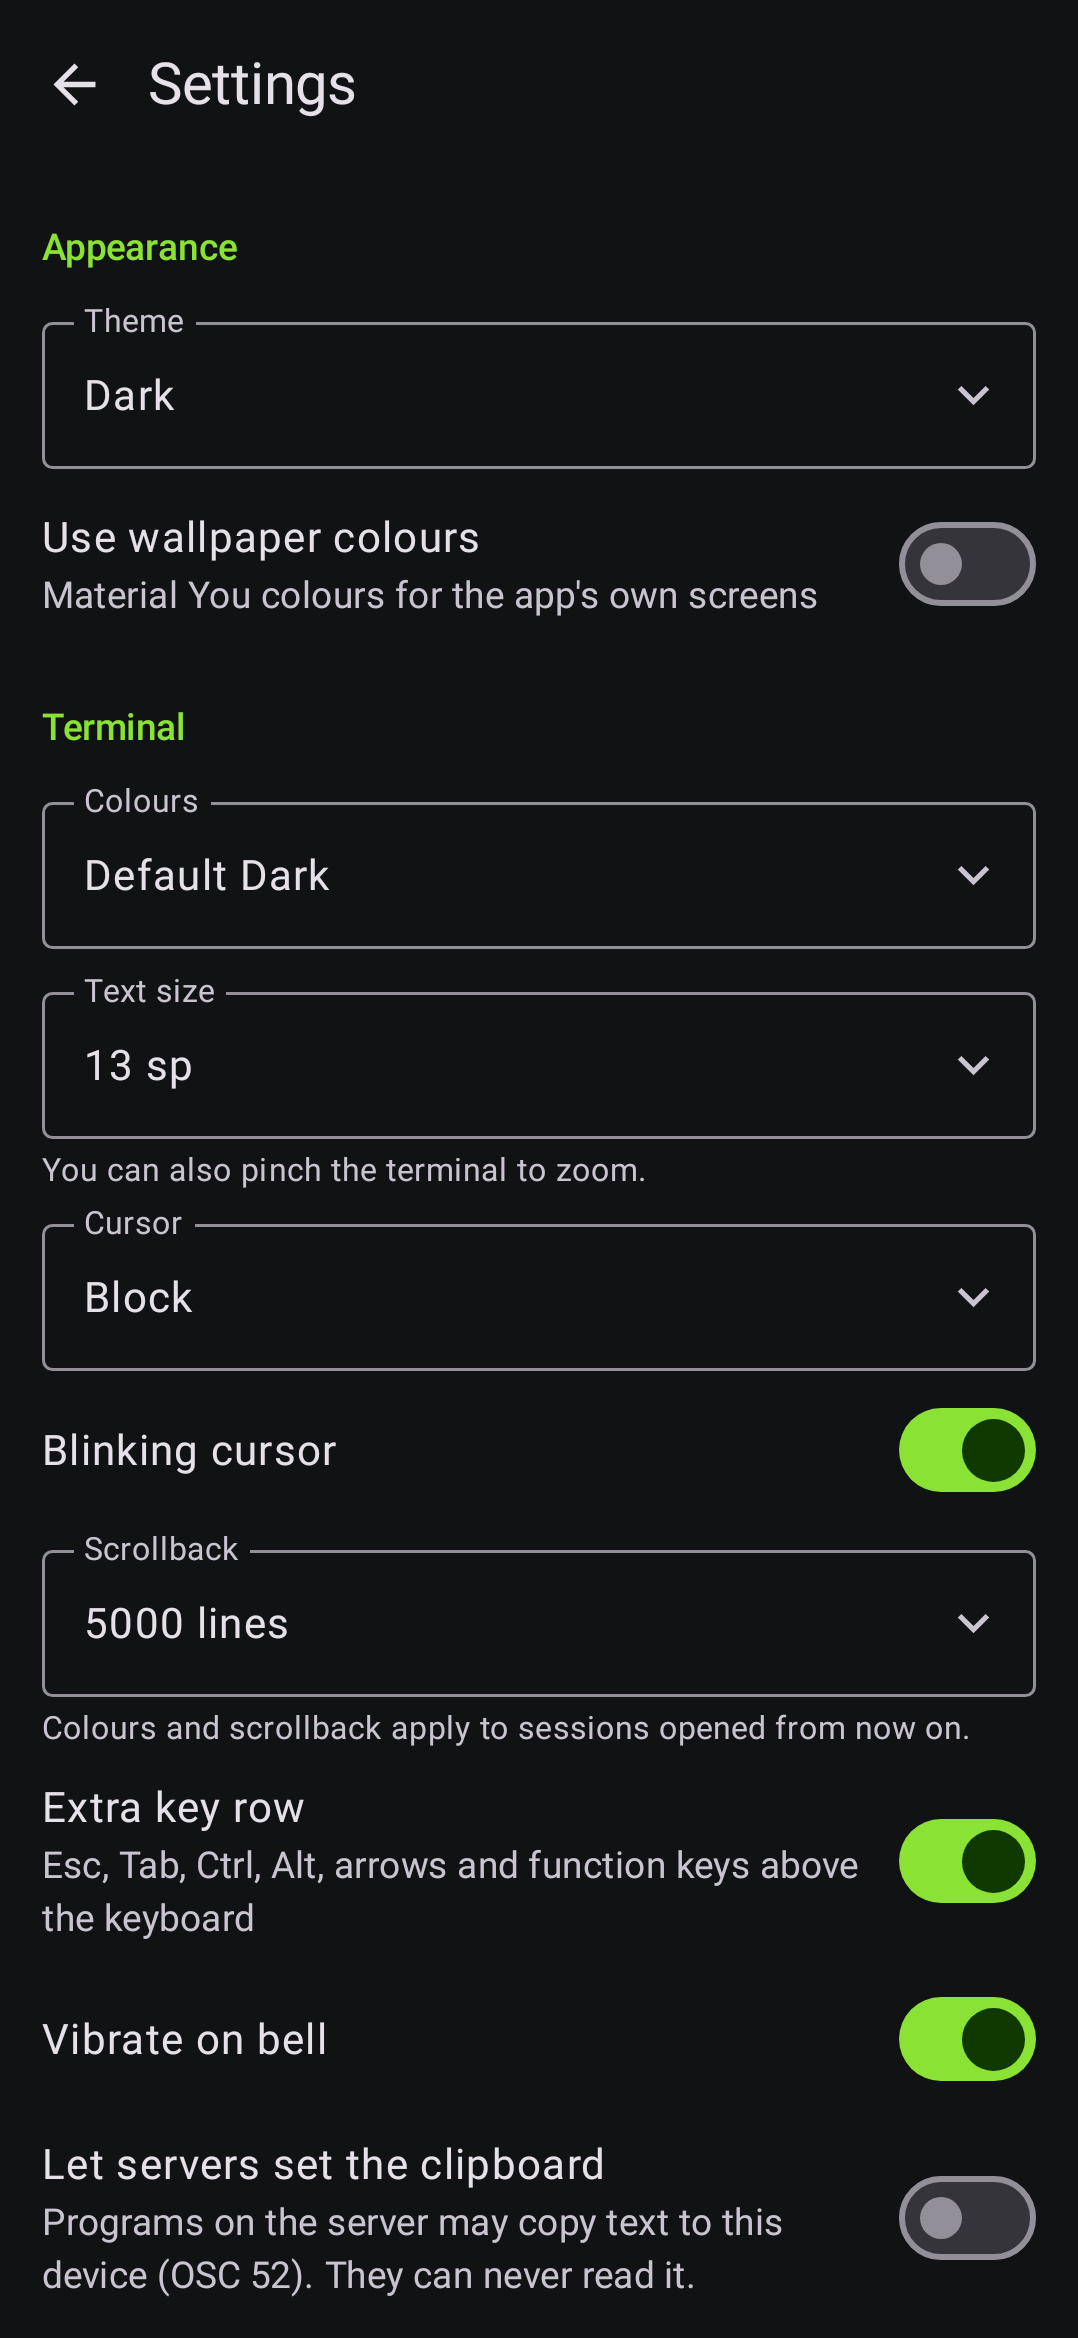 Settings
Appearance
Theme
Dark
Use wallpaper colours
Material You colours for the app's own screens
Terminal
Colours
Default Dark
Text size
13 sp
You can also pinch the terminal to zoom.
Cursor
Block
Blinking cursor
Scrollback
5000 lines
Colours and scrollback apply to sessions opened from now on.
Extra key row
Esc, Tab, Ctrl, Alt, arrows and function keys above
the keyboard
Vibrate on bell
Let servers set the clipboard
Programs on the server may copy text to this
device (OSC 52). They can never read it.